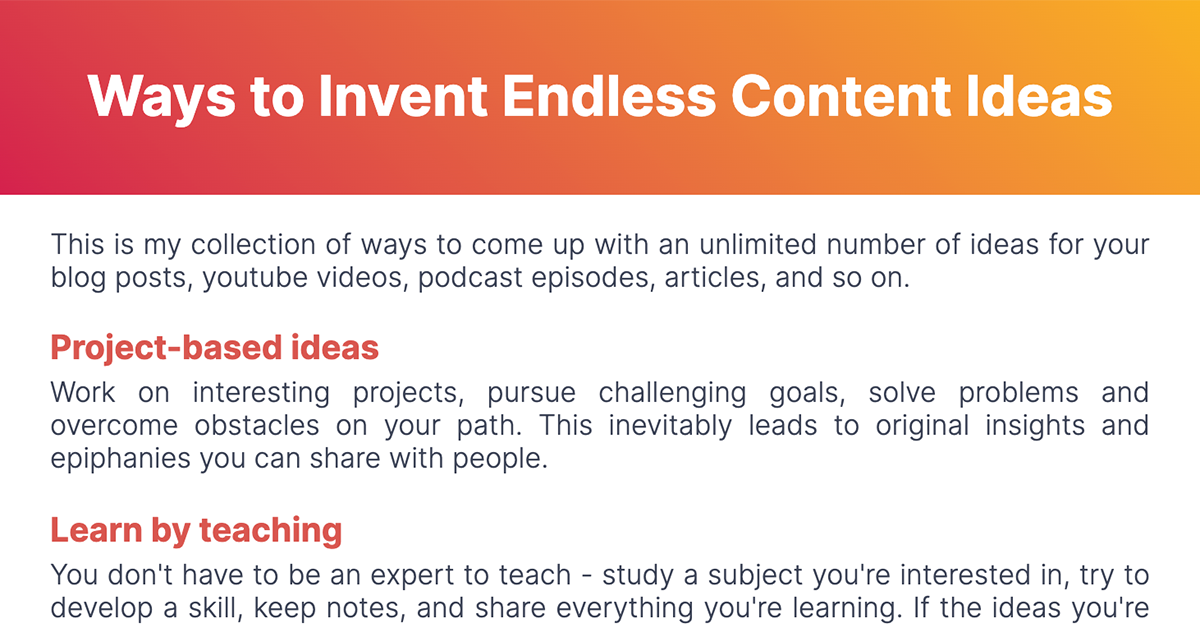 Ways to Invent Endless Content Ideas
This is my collection of ways to come up with an unlimited number of ideas for your
blog posts, youtube videos, podcast episodes, articles, and so on.
Project-based ideas
Work on interesting projects, pursue challenging goals, solve problems and
overcome obstacles on your path. This inevitably leads to original insights and
epiphanies you can share with people.
Learn by teaching
You don't have to be an expert to teach - study a subject you're interested in, try to
develop a skill, keep notes, and share everything you're learning. If the ideas you're